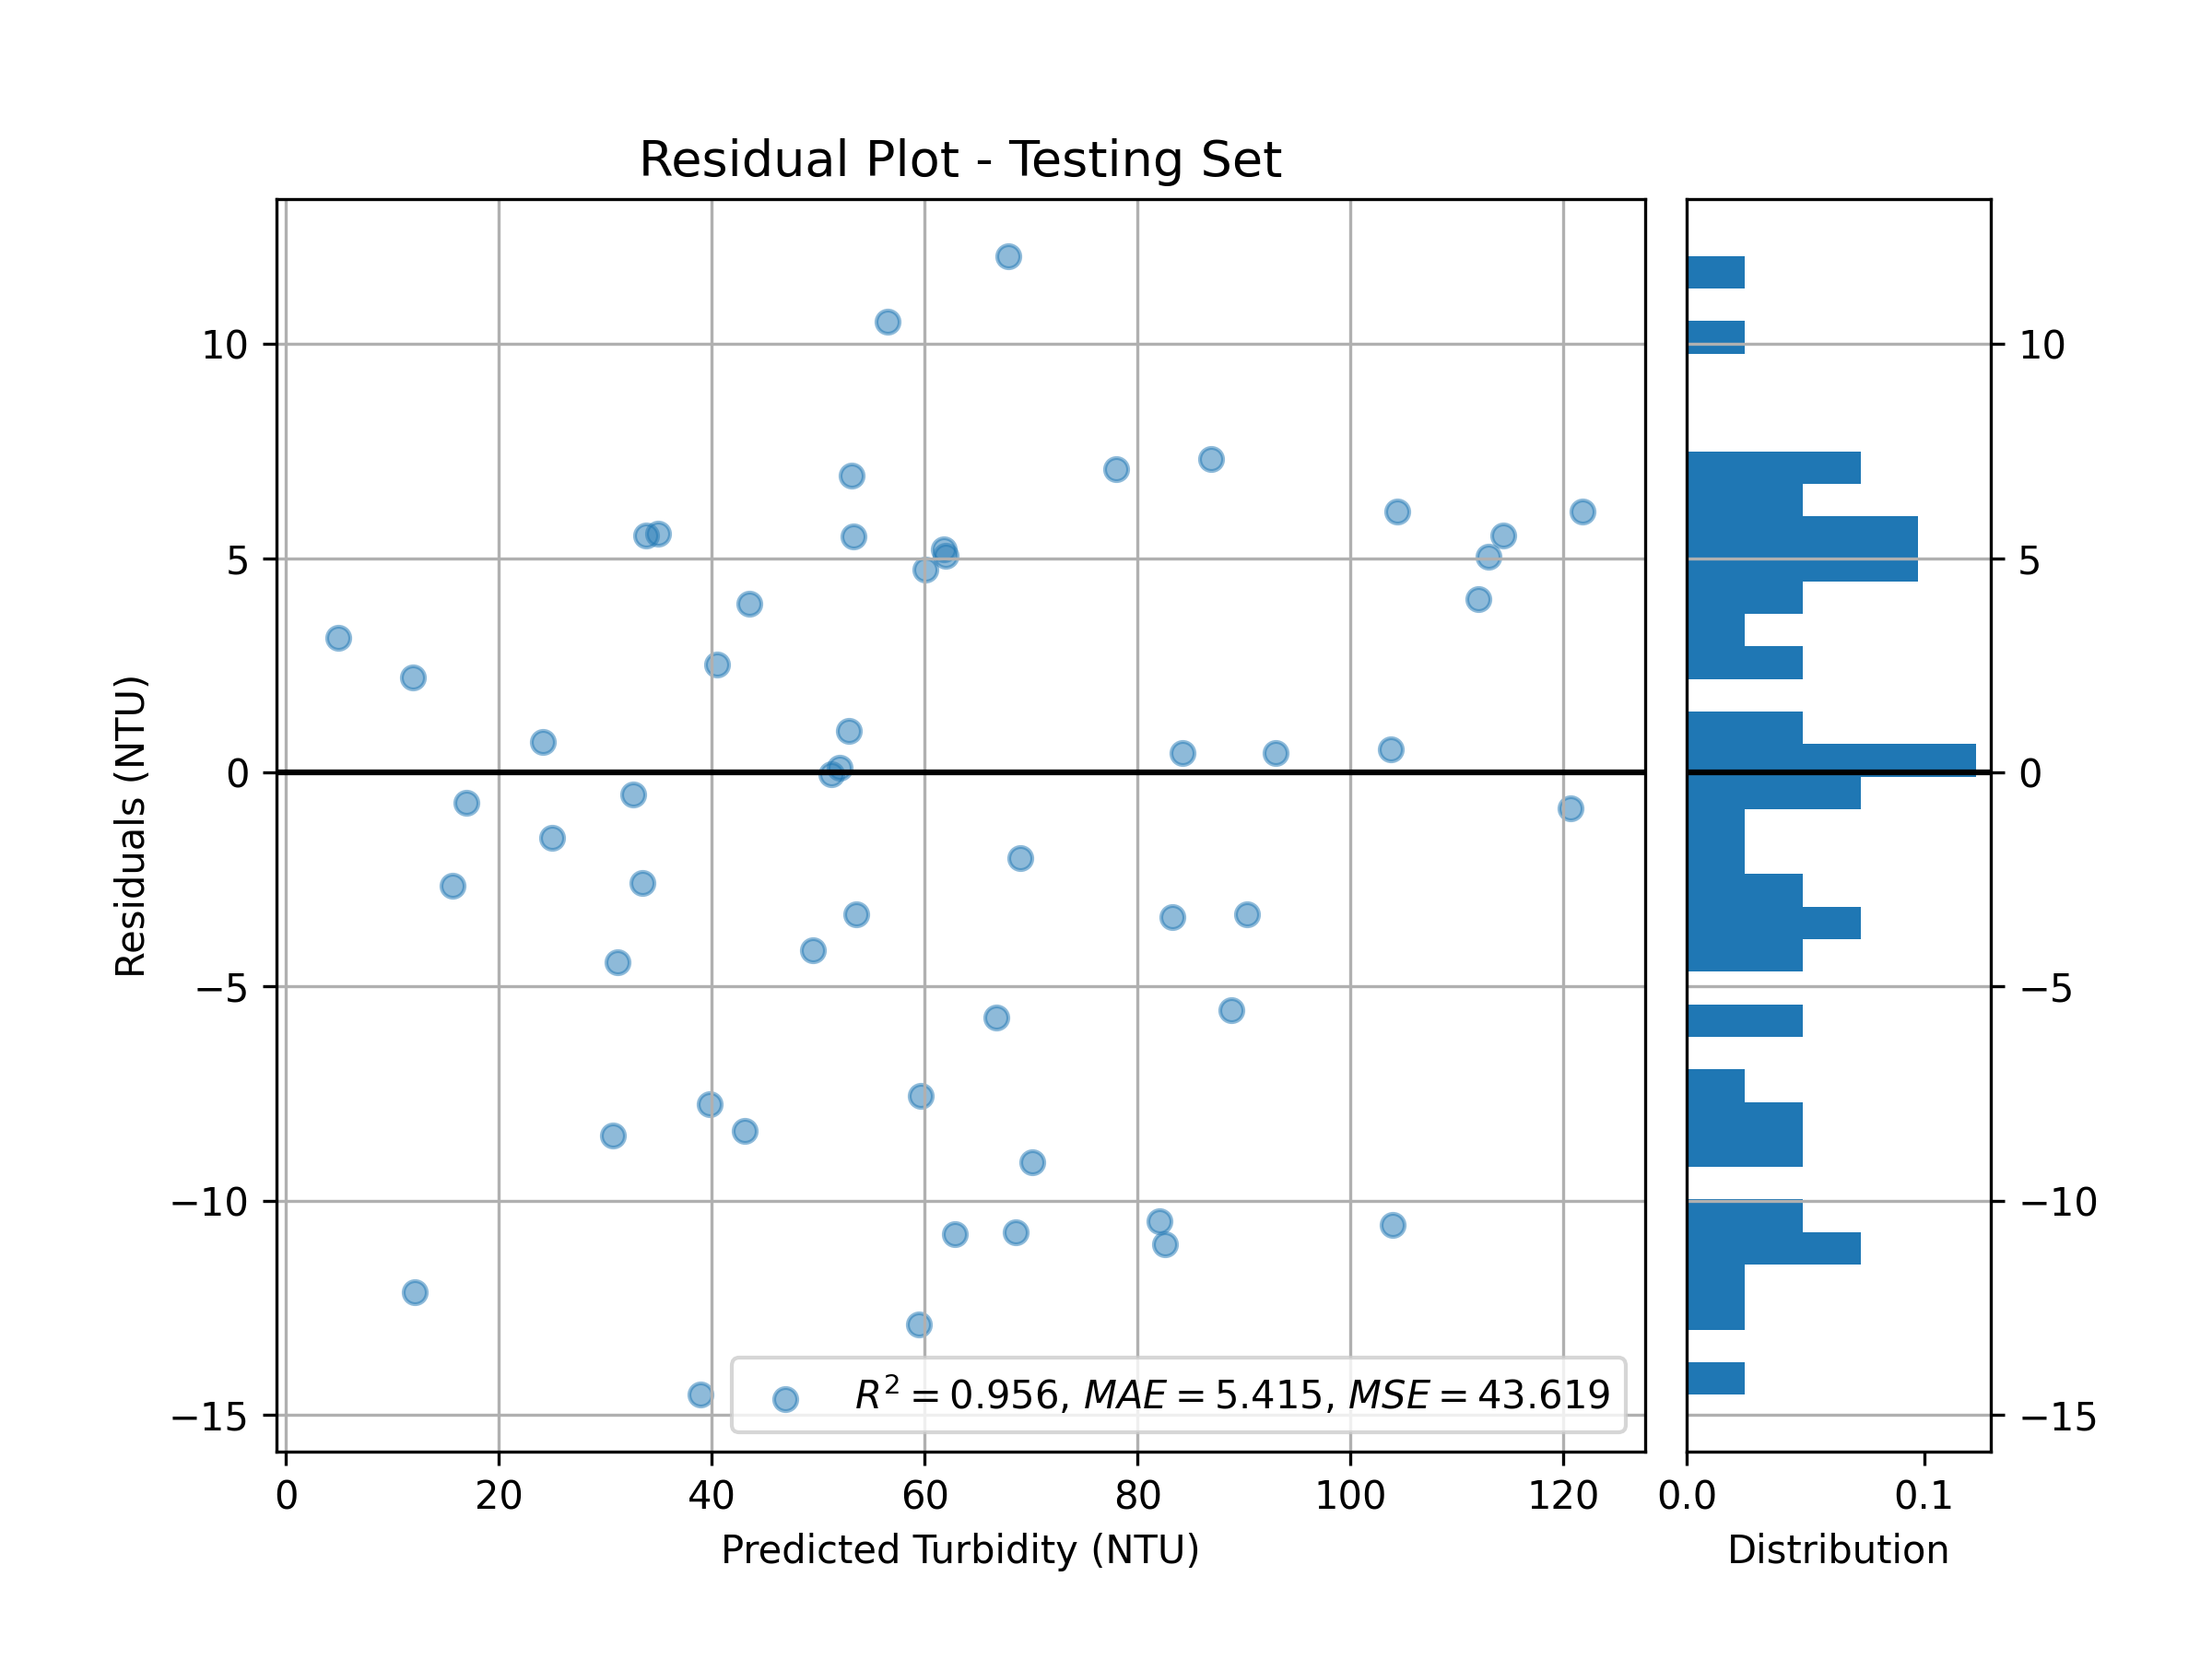 Residual Plot - Testing Set
Residuals (NTU)
10
5
0
−5
−10
−15
0 20 40 60 80 100 120
Predicted Turbidity (NTU)
R² = 0.956, MAE = 5.415, MSE = 43.619
10
5
0
−5
−10
−15
0.0 0.1
Distribution